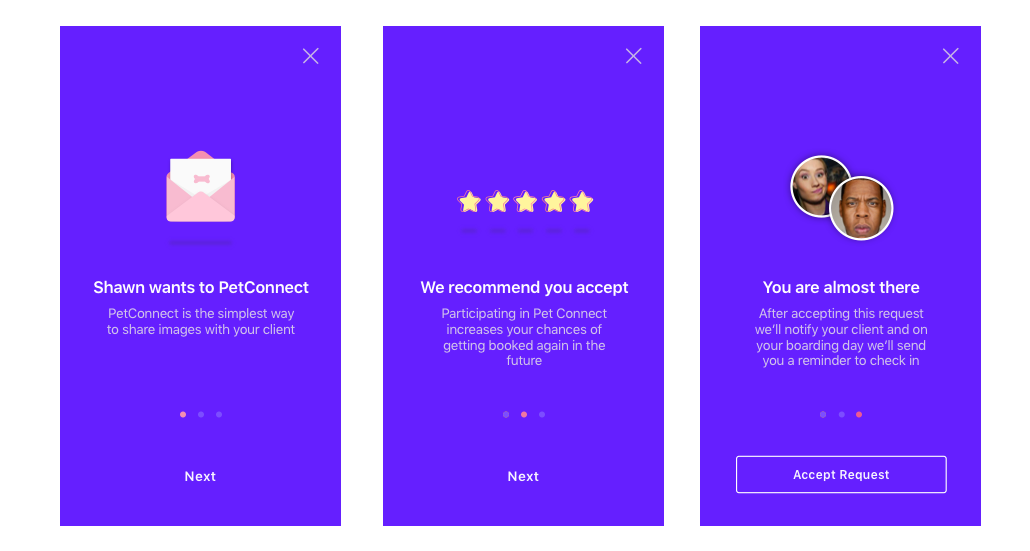 Shawn wants to PetConnect
PetConnect is the simplest way
to share images with your client
Next
We recommend you accept
Participating in Pet Connect
increases your chances of
getting booked again in the
future
Next
You are almost there
After accepting this request
we'll notify your client and on
your boarding day we'll send
you a reminder to check in
Accept Request